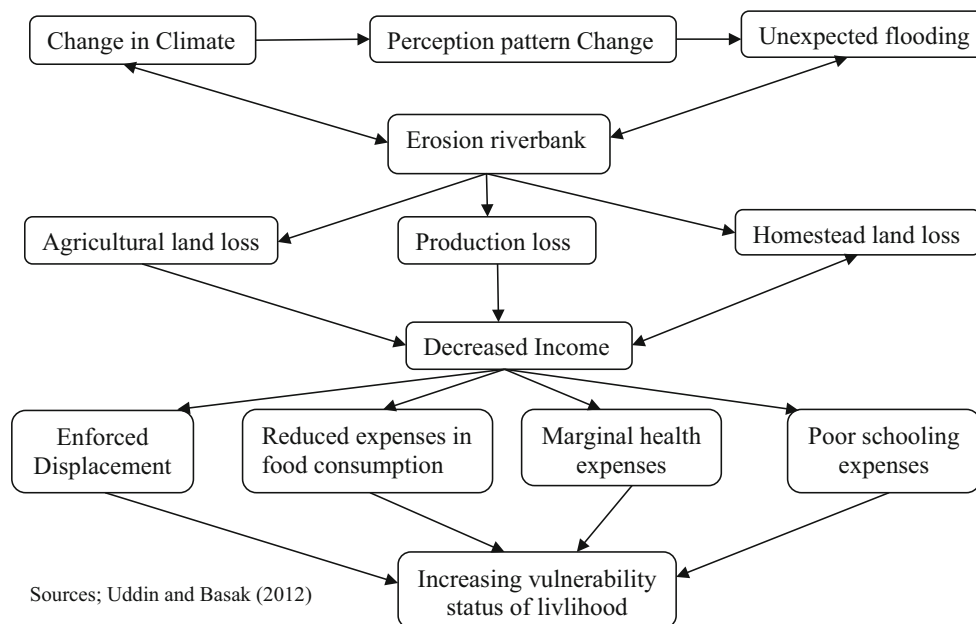 Change in Climate
Perception pattern Change
Unexpected flooding
Erosion riverbank
Agricultural land loss
Production loss
Homestead land loss
Decreased Income
Enforced
Displacement
Reduced expenses in
food consumption
Marginal health
expenses
Poor schooling
expenses
Increasing vulnerability
status of livlihood
Sources; Uddin and Basak (2012)